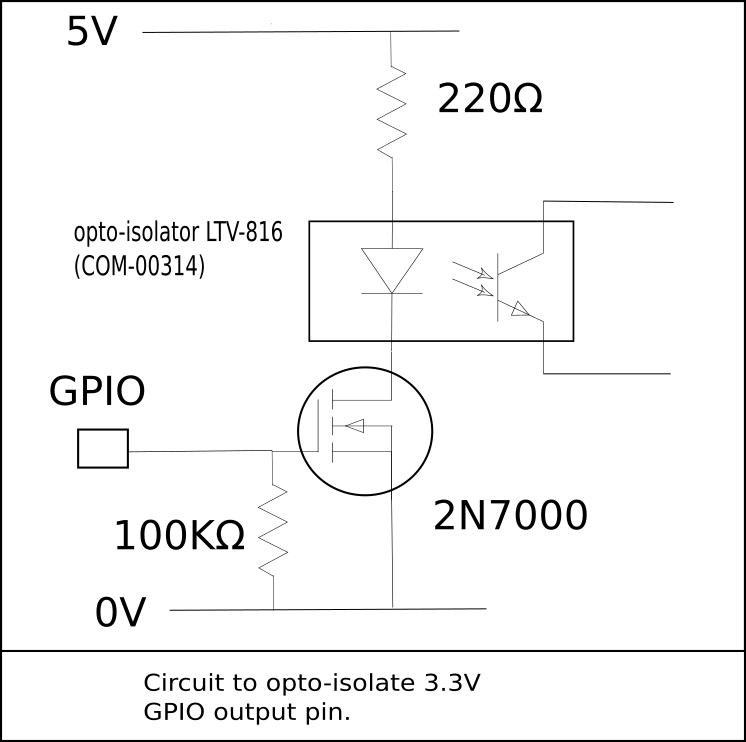 5V
220Ω
opto-isolator LTV-816
(COM-00314)
GPIO
2N7000
100KΩ
0V
Circuit to opto-isolate 3.3V
GPIO output pin.